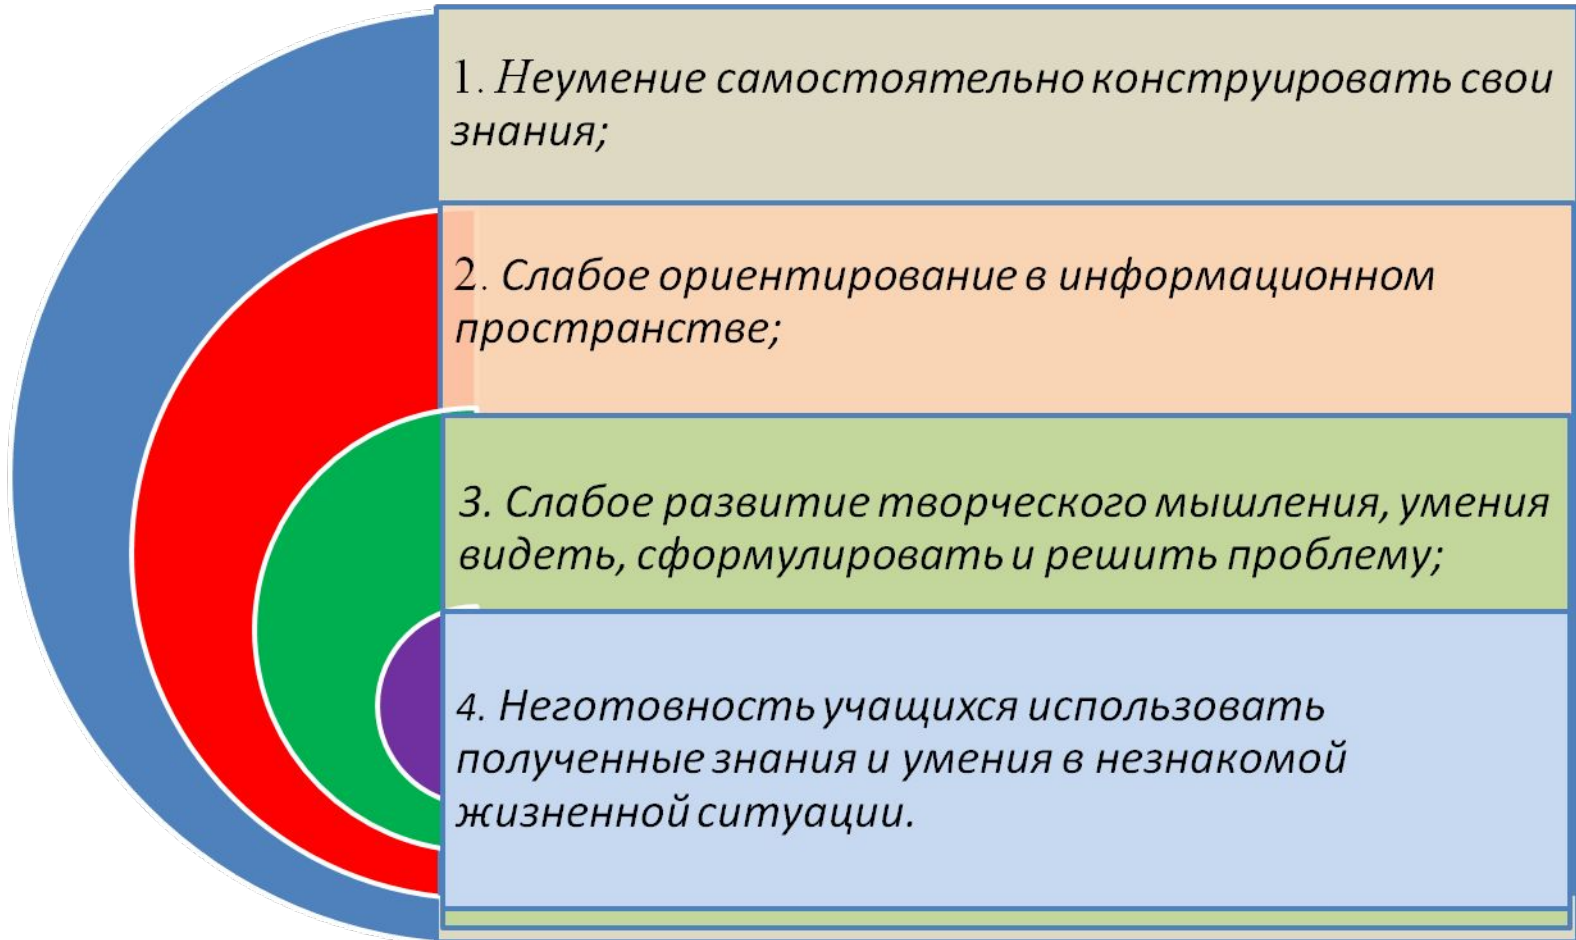 1. Неумение самостоятельно конструировать свои
знания;
2. Слабое ориентирование в информационном
пространстве;
3. Слабое развитие творческого мышления, умения
видеть, сформулировать и решить проблему;
4. Неготовность учащихся использовать
полученные знания и умения в незнакомой
жизненной ситуации.